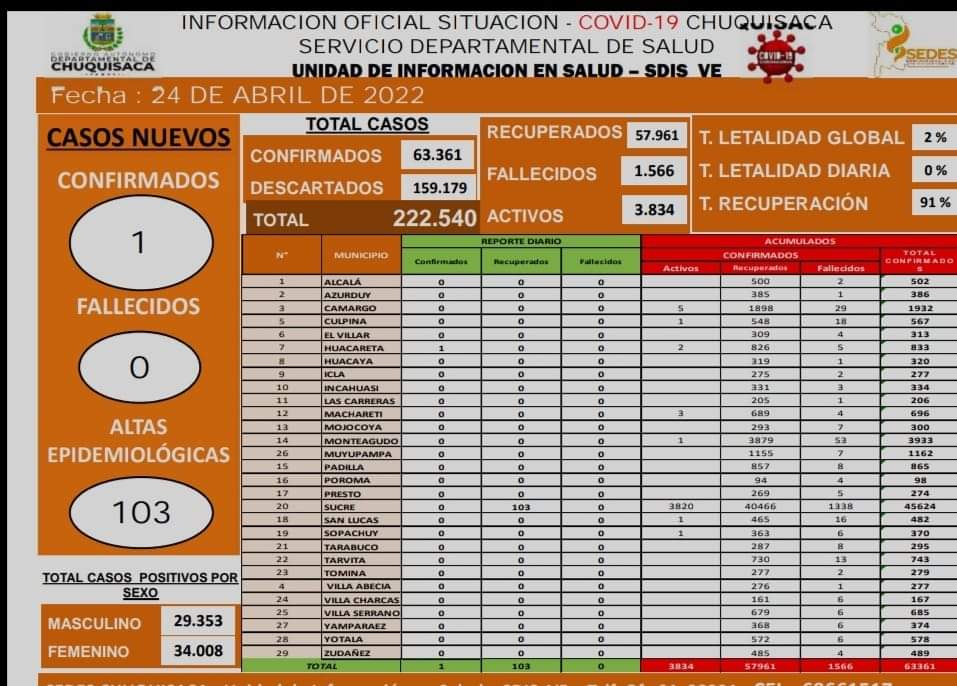 GOBIERNO AUTONOMO
DEPARTAMENTAL DE
CHUQUISACA
INFORMACION OFICIAL SITUACION - COVID-19 CHUQUISACA
SERVICIO DEPARTAMENTAL DE SALUD
UNIDAD DE INFORMACION EN SALUD – SDIS VE
COVID-19
SEDES
Fecha : 24 DE ABRIL DE 2022
CASOS NUEVOS
CONFIRMADOS
1
FALLECIDOS
0
ALTAS
EPIDEMIOLÓGICAS
103
TOTAL CASOS POSITIVOS POR
SEXO
MASCULINO 29.353
FEMENINO 34.008
TOTAL CASOS
CONFIRMADOS 63.361
DESCARTADOS 159.179
TOTAL 222.540
RECUPERADOS 57.961
FALLECIDOS 1.566
ACTIVOS 3.834
T. LETALIDAD GLOBAL 2 %
T. LETALIDAD DIARIA 0 %
T. RECUPERACIÓN 91 %
N° MUNICIPIO REPORTE DIARIO ACUMULADOS
CONFIRMADOS TOTAL CONFIRMADOS
Confirmados Recuperados Fallecidos Activos Recuperados Fallecidos
1 ALCALÁ 0 0 0 500 2 502
2 AZURDUY 0 0 0 385 1 386
3 CAMARGO 0 0 0 5 1898 29 1932
5 CULPINA 0 0 0 1 548 18 567
6 EL VILLAR 0 0 0 309 4 313
7 HUACARETA 1 0 0 2 826 5 833
8 HUACAYA 0 0 0 319 1 320
9 ICLA 0 0 0 275 2 277
10 INCAHUASI 0 0 0 331 3 334
11 LAS CARRERAS 0 0 0 205 1 206
12 MACHARETI 0 0 0 3 689 4 696
13 MOJOCOYA 0 0 0 293 7 300
14 MONTEAGUDO 0 0 0 1 3879 53 3933
26 MUYUPAMPA 0 0 0 1155 7 1162
15 PADILLA 0 0 0 857 8 865
16 POROMA 0 0 0 94 4 98
17 PRESTO 0 0 0 269 5 274
20 SUCRE 0 103 0 3820 40466 1338 45624
18 SAN LUCAS 0 0 0 1 465 16 482
19 SOPACHUY 0 0 0 1 363 6 370
21 TARABUCO 0 0 0 287 8 295
22 TARVITA 0 0 0 730 13 743
23 TOMINA 0 0 0 277 2 279
4 VILLA ABECIA 0 0 0 276 1 277
24 VILLA CHARCAS 0 0 0 161 6 167
25 VILLA SERRANO 0 0 0 679 6 685
27 YAMPARAEZ 0 0 0 368 6 374
28 YOTALA 0 0 0 572 6 578
29 ZUDAÑEZ 0 0 0 485 4 489
TOTAL 1 103 0 3834 57961 1566 63361